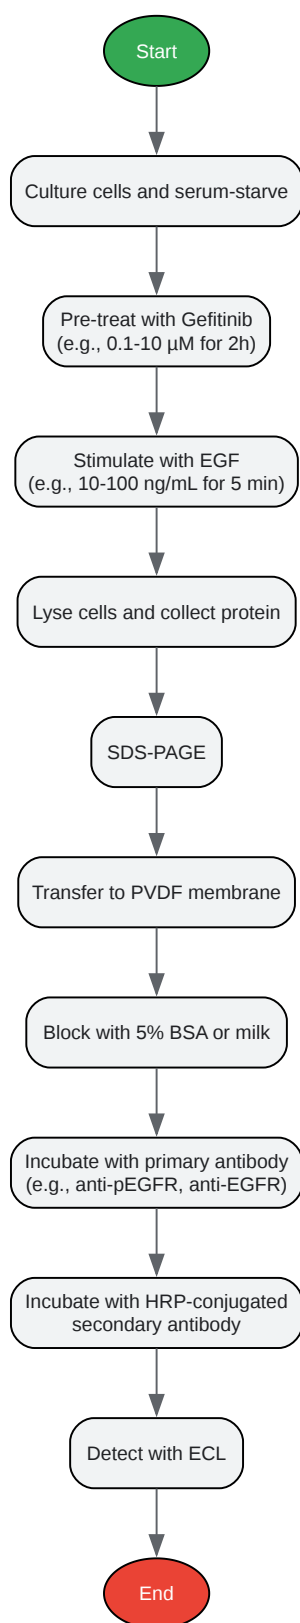 Start
Culture cells and serum-starve
Pre-treat with Gefitinib
(e.g., 0.1-10 µM for 2h)
Stimulate with EGF
(e.g., 10-100 ng/mL for 5 min)
Lyse cells and collect protein
SDS-PAGE
Transfer to PVDF membrane
Block with 5% BSA or milk
Incubate with primary antibody
(e.g., anti-pEGFR, anti-EGFR)
Incubate with HRP-conjugated
secondary antibody
Detect with ECL
End